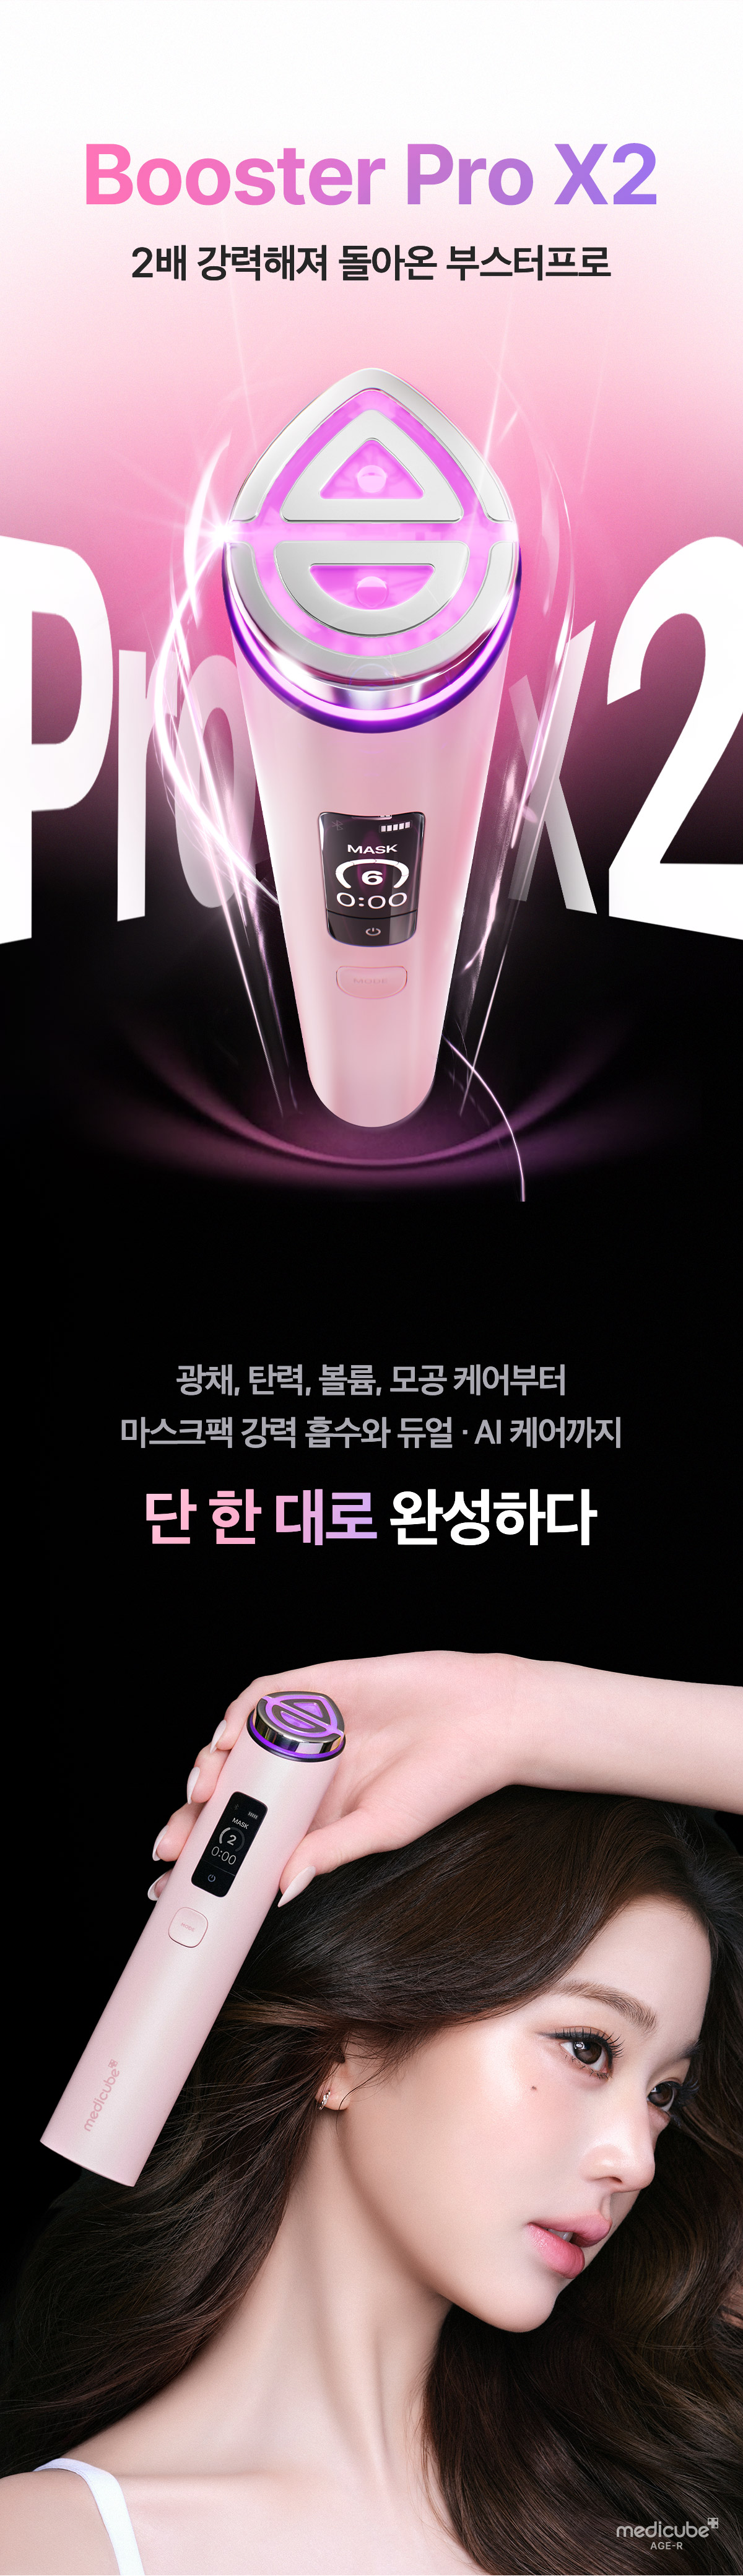 Booster Pro X2
2배 강력해져 돌아온 부스터프로
Pro x2
MASK
6
0:00
MODE
광채, 탄력, 볼륨, 모공 케어부터
마스크팩 강력 흡수와 듀얼 · AI 케어까지
단 한 대로 완성하다
MASK
2
0:00
medicube
medicube
AGE-R